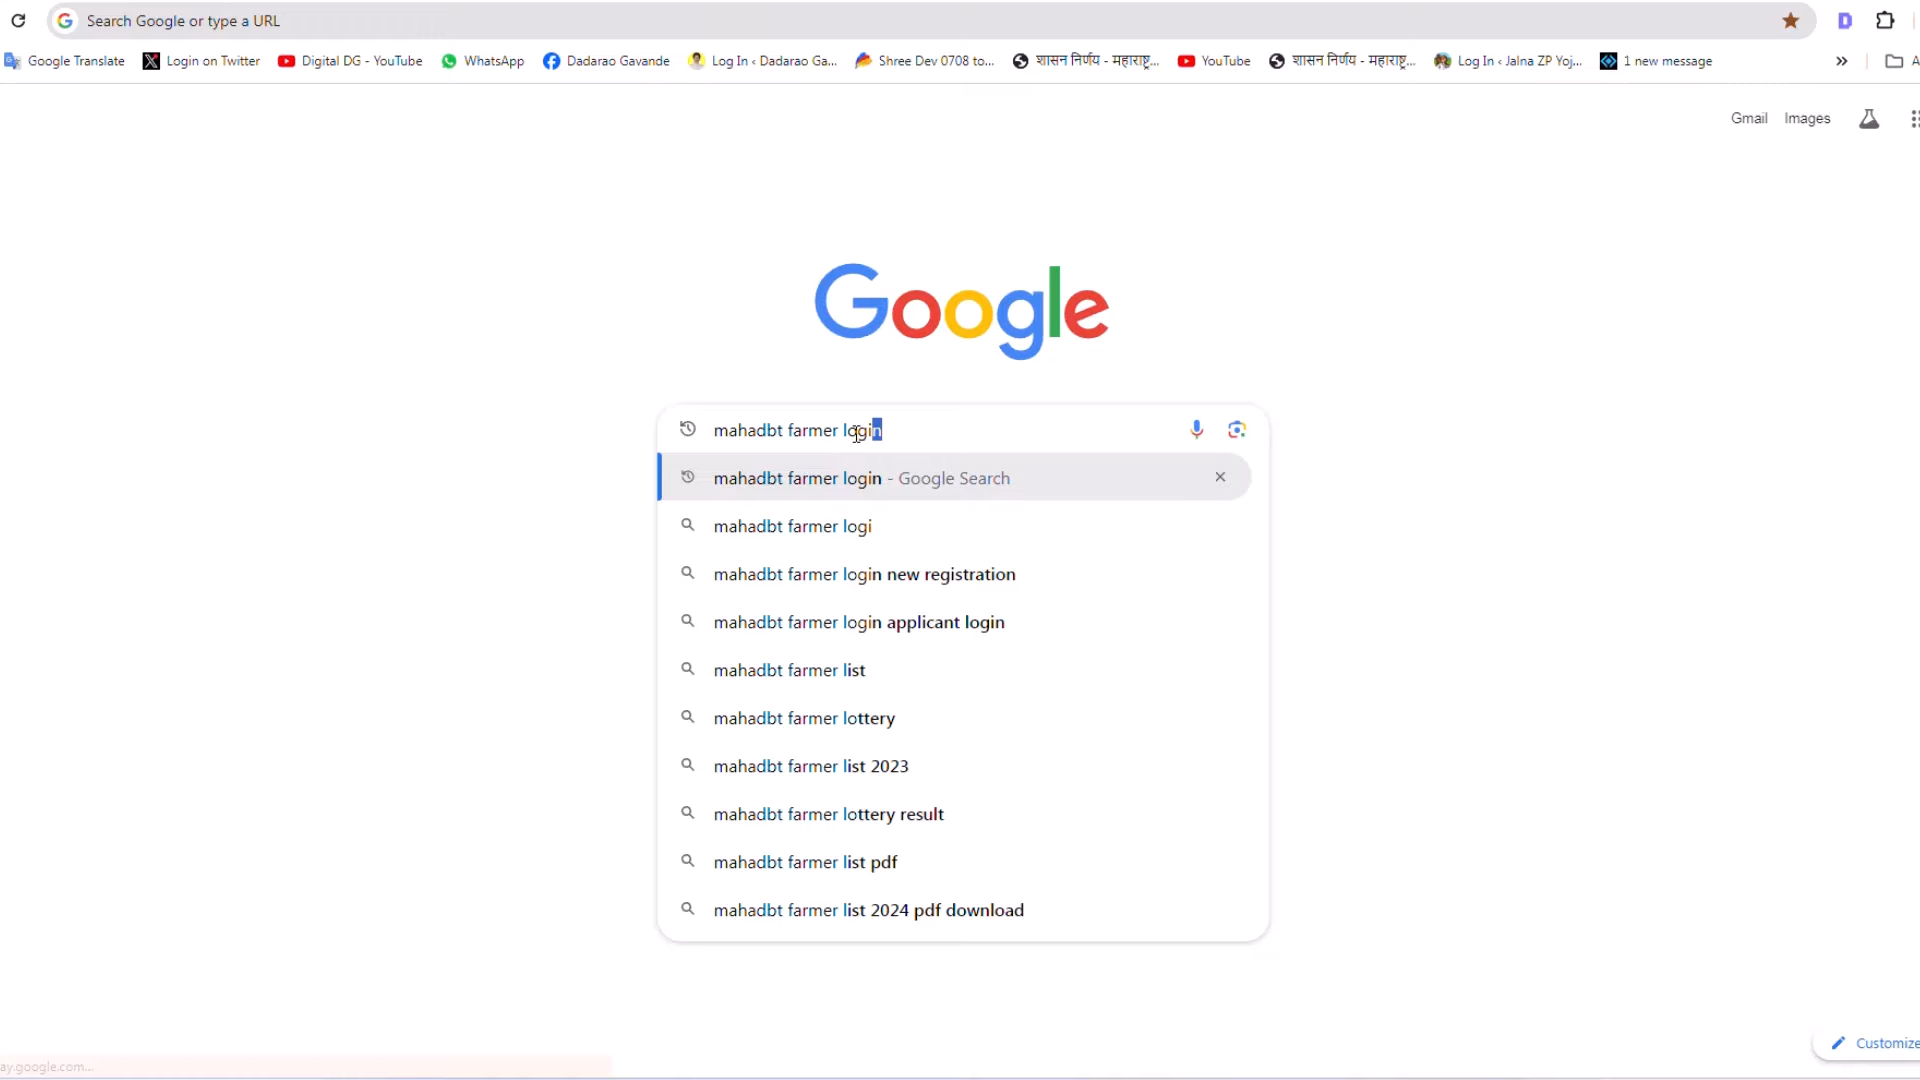 Search Google or type a URL
Google Translate Login on Twitter Digital DG - YouTube WhatsApp Dadarao Gavande Log In ‹ Dadarao Ga... Shree Dev 0708 to... शासन निर्णय - महाराष्ट्र... YouTube शासन निर्णय - महाराष्ट्र... Log In ‹ Jalna ZP Yoj... 1 new message » A
Gmail Images
Google
mahadbt farmer login
mahadbt farmer login - Google Search
mahadbt farmer logi
mahadbt farmer login new registration
mahadbt farmer login applicant login
mahadbt farmer list
mahadbt farmer lottery
mahadbt farmer list 2023
mahadbt farmer lottery result
mahadbt farmer list pdf
mahadbt farmer list 2024 pdf download
Customize
ay.google.com...